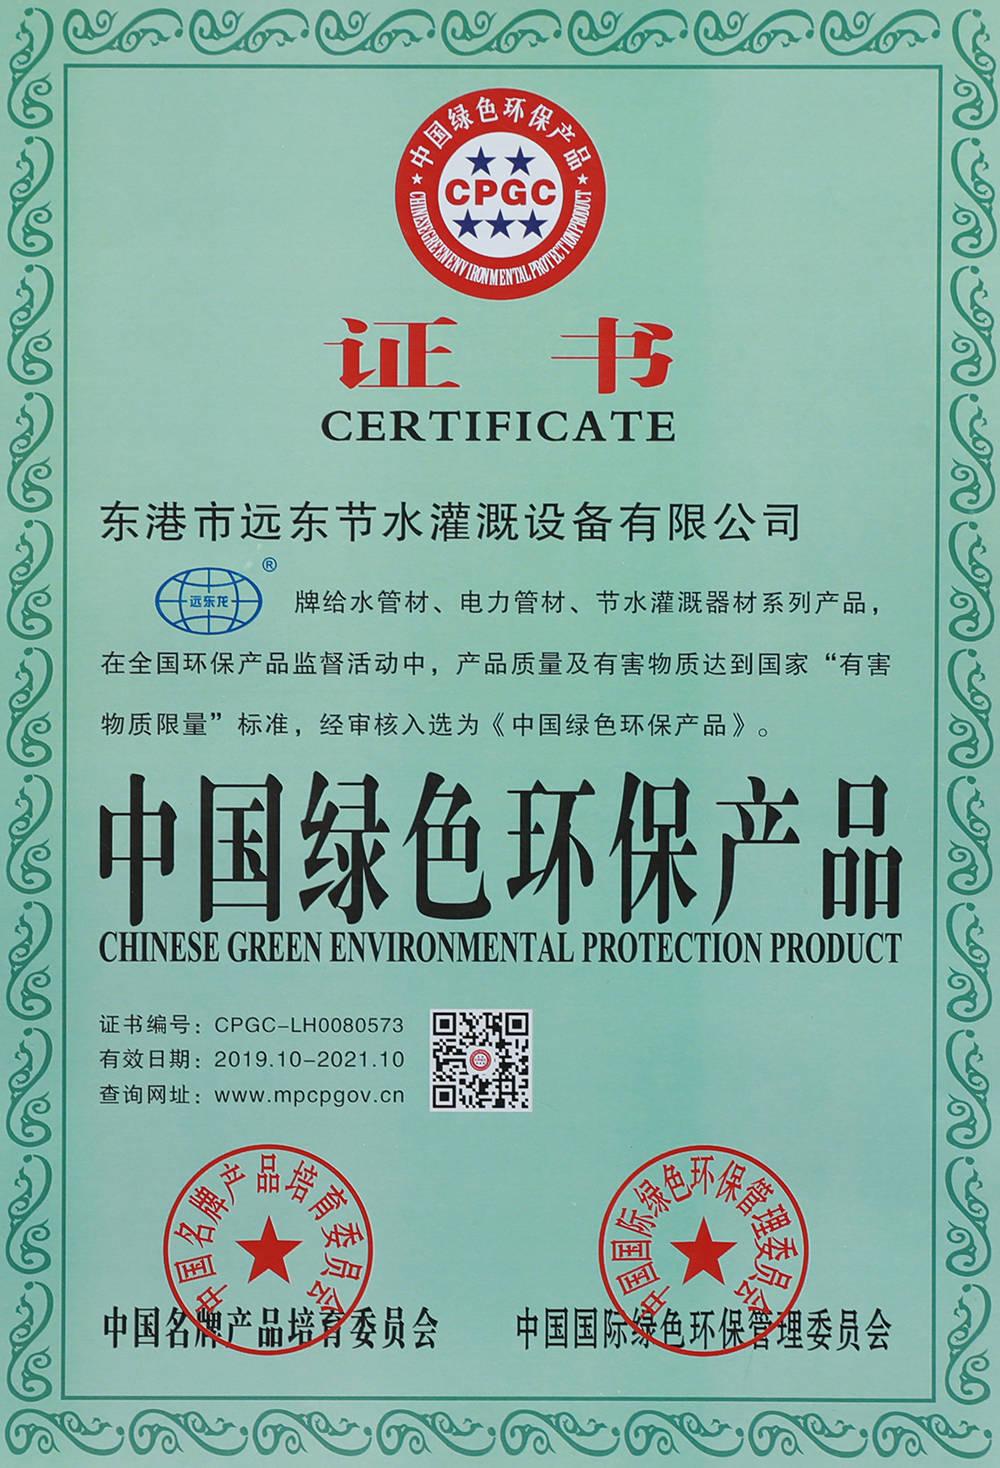 中国绿色环保产品
CPGC
CHINESE GREEN ENVIRONMENTAL PROTECTION PRODUCT
证书
CERTIFICATE
东港市远东节水灌溉设备有限公司
远东龙 ®
牌给水管材、电力管材、节水灌溉器材系列产品，
在全国环保产品监督活动中，产品质量及有害物质达到国家“有害
物质限量”标准，经审核入选为《中国绿色环保产品》。
中国绿色环保产品
CHINESE GREEN ENVIRONMENTAL PROTECTION PRODUCT
证书编号：CPGC-LH0080573
有效日期：2019.10-2021.10
查询网址：www.mpcpgov.cn
中国名牌产品培育委员会
中国国际绿色环保管理委员会
中国名牌产品培育委员会
中国国际绿色环保管理委员会